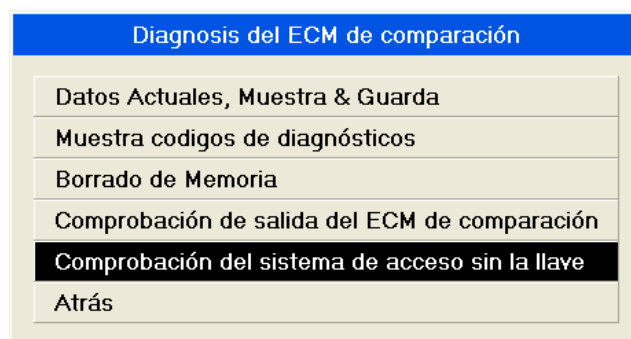 Diagnosis del ECM de comparación
Datos Actuales, Muestra & Guarda
Muestra codigos de diagnósticos
Borrado de Memoria
Comprobación de salida del ECM de comparación
Comprobación del sistema de acceso sin la llave
Atrás